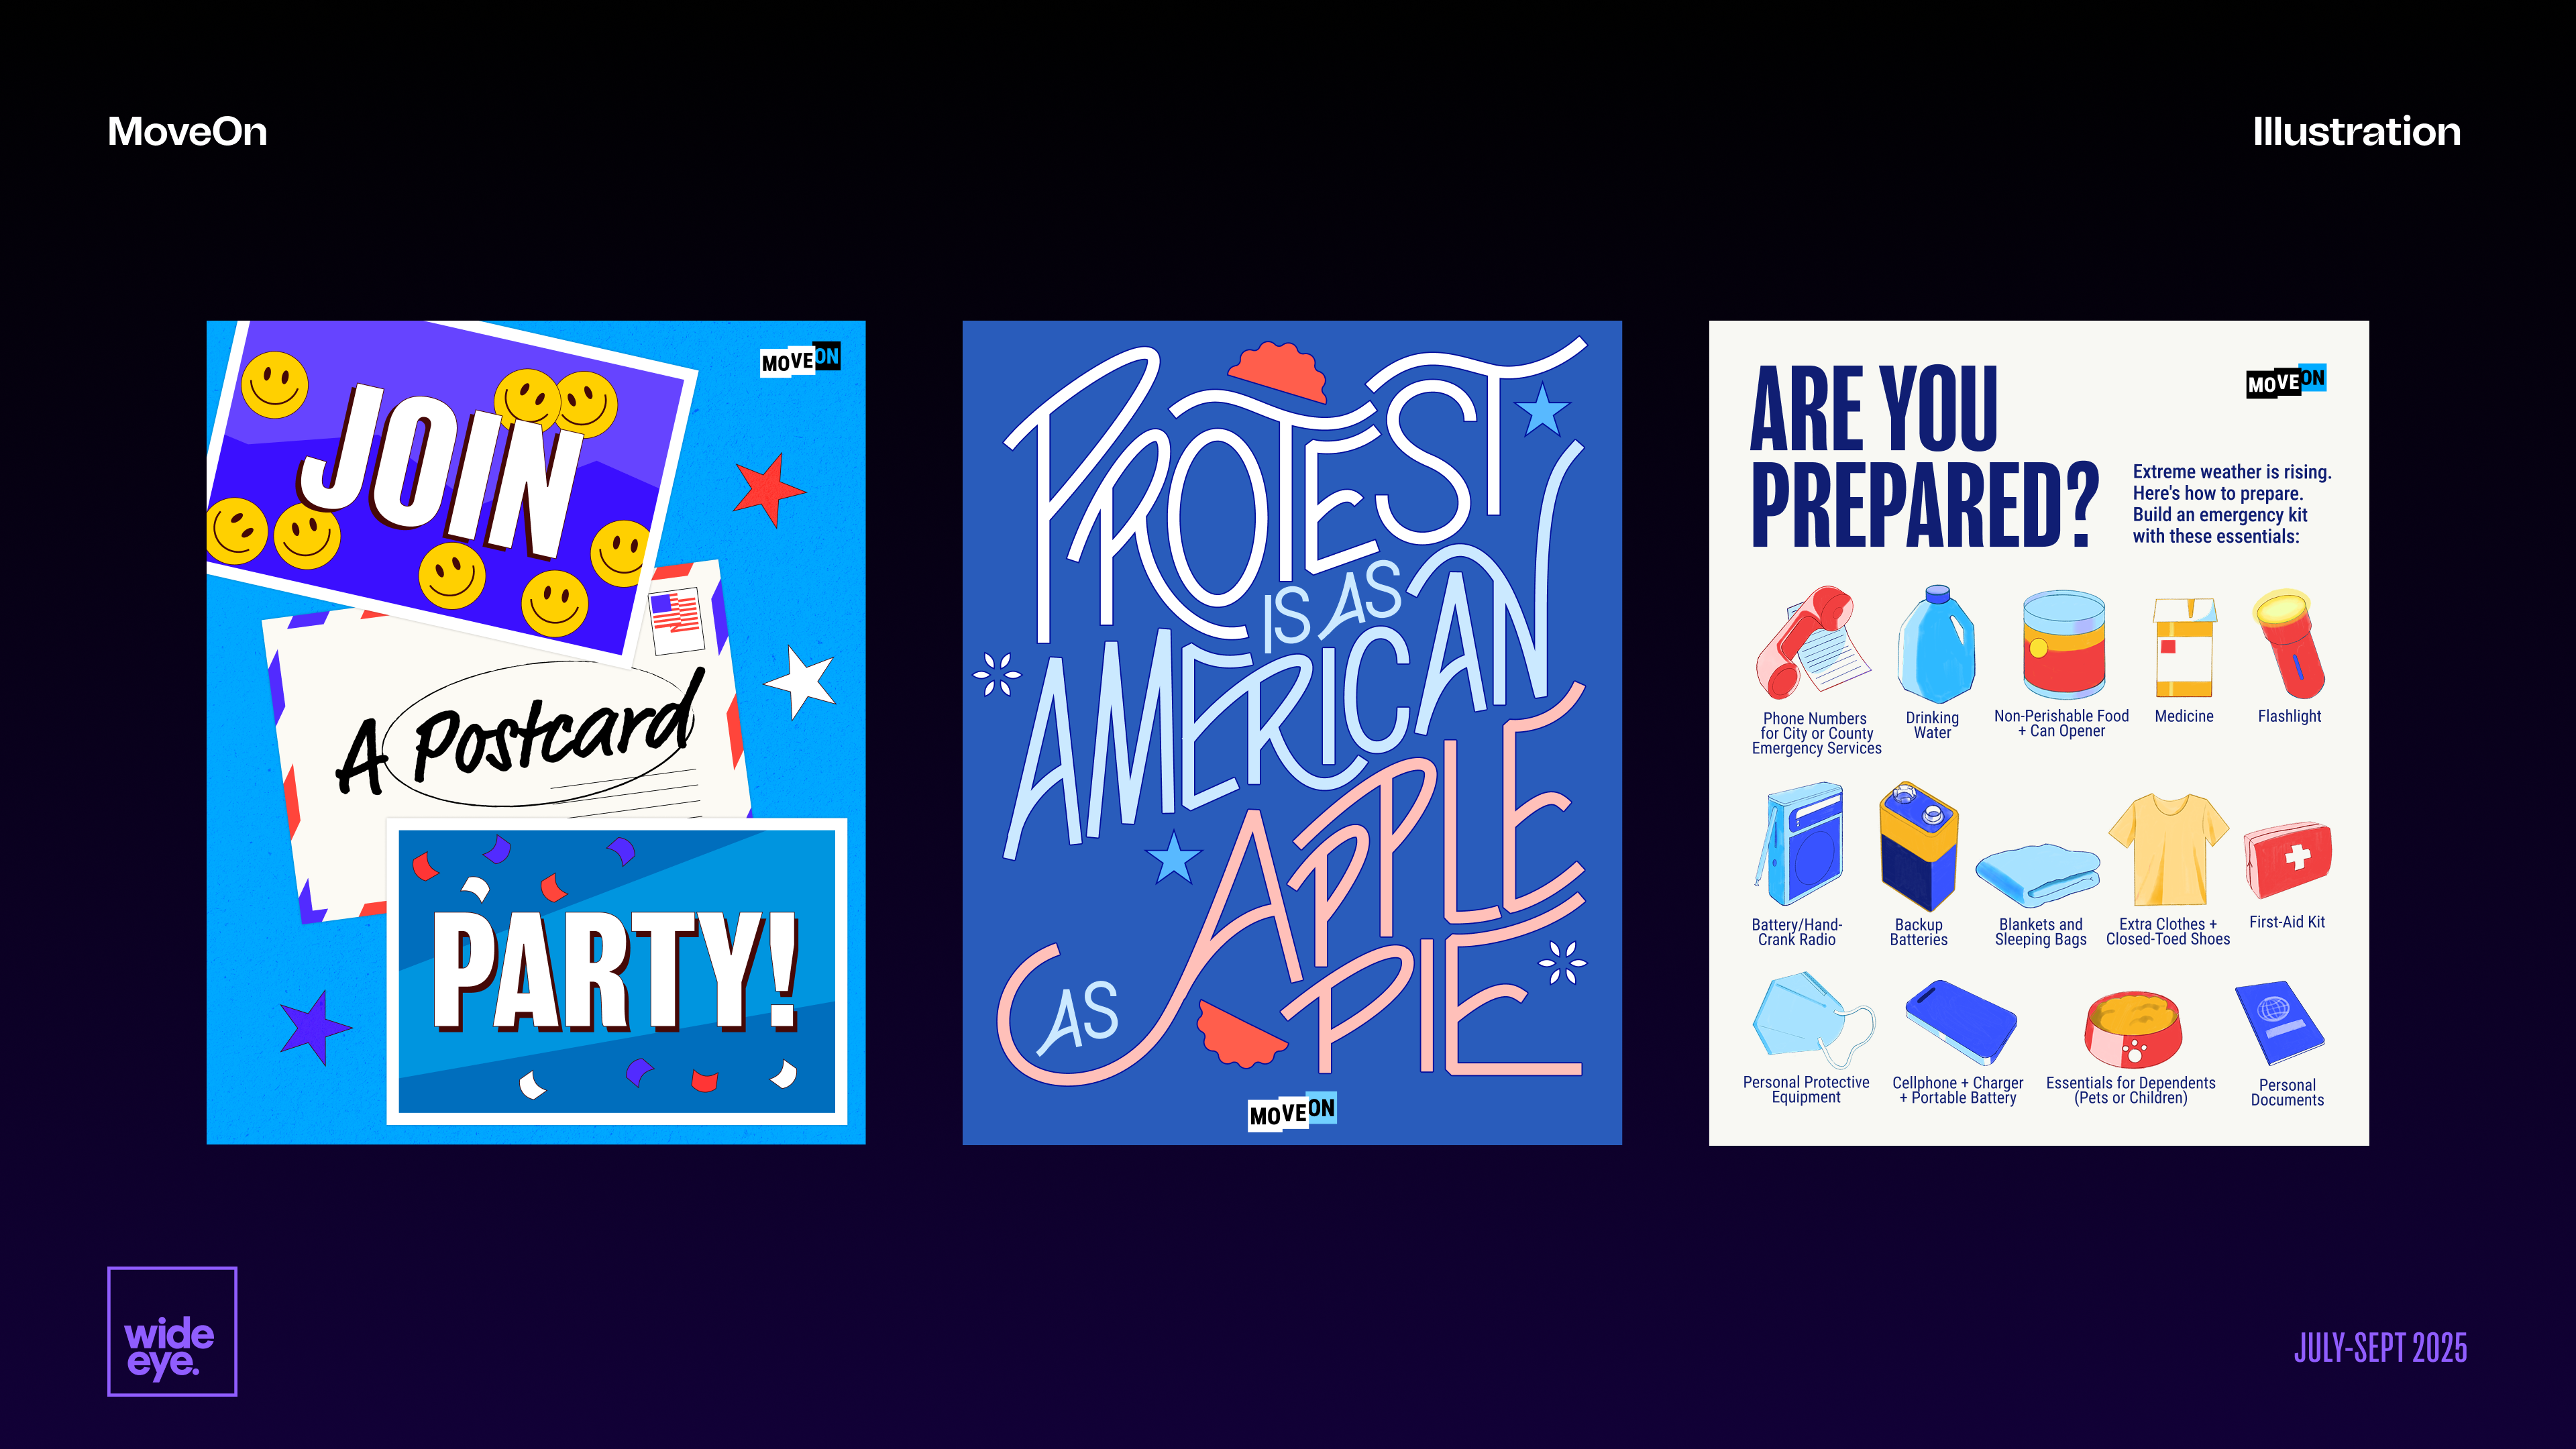 MoveOn
Illustration
MOVEON
JOIN
A Postcard
PARTY!
PROTEST
IS AS
AMERICAN
AS
APPLE
PIE
MOVEON
ARE YOU
PREPARED?
MOVEON
Extreme weather is rising.
Here's how to prepare.
Build an emergency kit
with these essentials:
Phone Numbers
for City or County
Emergency Services
Drinking
Water
Non-Perishable Food
+ Can Opener
Medicine
Flashlight
Battery/Hand-
Crank Radio
Backup
Batteries
Blankets and
Sleeping Bags
Extra Clothes +
Closed-Toed Shoes
First-Aid Kit
Personal Protective
Equipment
Cellphone + Charger
+ Portable Battery
Essentials for Dependents
(Pets or Children)
Personal
Documents
wide
eye.
JULY-SEPT 2025